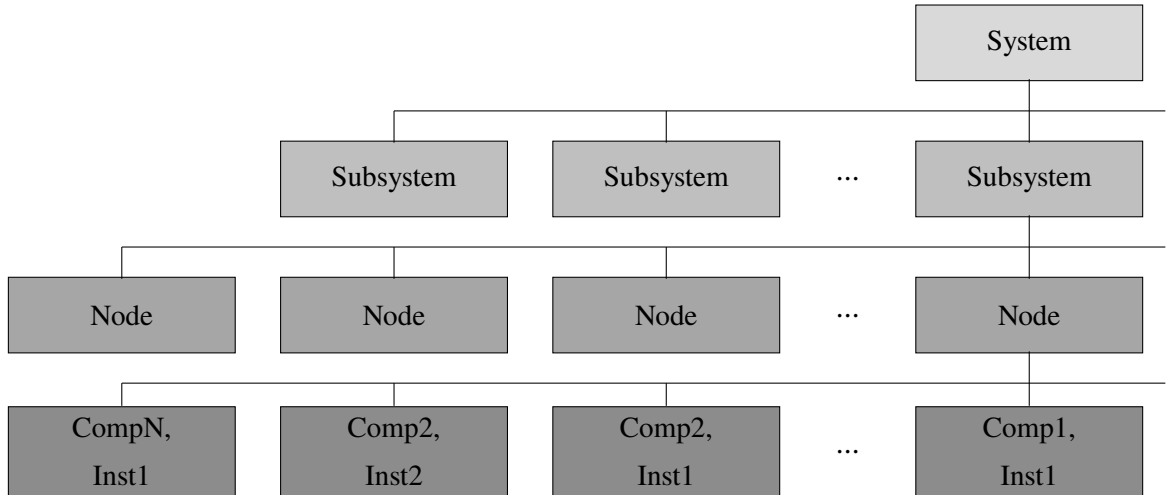 System
Subsystem
Subsystem
...
Subsystem
Node
Node
Node
...
Node
CompN,
Inst1
Comp2,
Inst2
Comp2,
Inst1
...
Comp1,
Inst1